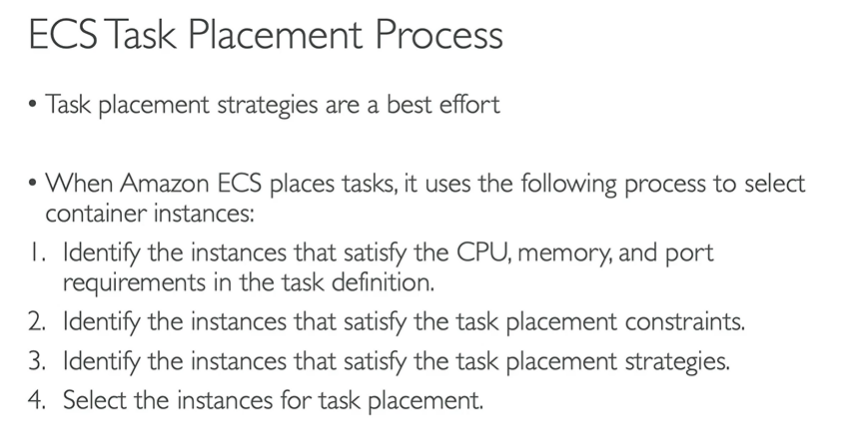 ECS Task Placement Process
• Task placement strategies are a best effort
• When Amazon ECS places tasks, it uses the following process to select
container instances:
1. Identify the instances that satisfy the CPU, memory, and port
requirements in the task definition.
2. Identify the instances that satisfy the task placement constraints.
3. Identify the instances that satisfy the task placement strategies.
4. Select the instances for task placement.